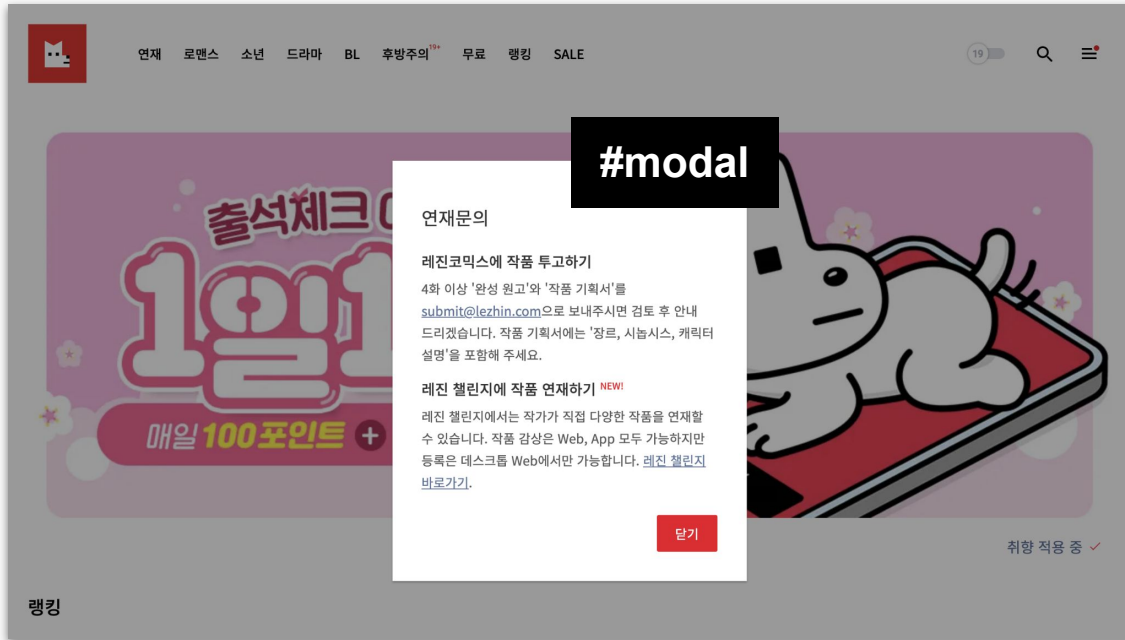 연재 로맨스 소년 드라마 BL 후방주의19+ 무료 랭킹 SALE
19
#modal
출석체크
1일1
매일 100포인트 +
연재문의
레진코믹스에 작품 투고하기
4화 이상 '완성 원고'와 '작품 기획서'를
submit@lezhin.com으로 보내주시면 검토 후 안내
드리겠습니다. 작품 기획서에는 '장르, 시놉시스, 캐릭터
설명'을 포함해 주세요.
레진 챌린지에 작품 연재하기 NEW!
레진 챌린지에서는 작가가 직접 다양한 작품을 연재할
수 있습니다. 작품 감상은 Web, App 모두 가능하지만
등록은 데스크톱 Web에서만 가능합니다. 레진 챌린지
바로가기.
닫기
취향 적용 중
랭킹